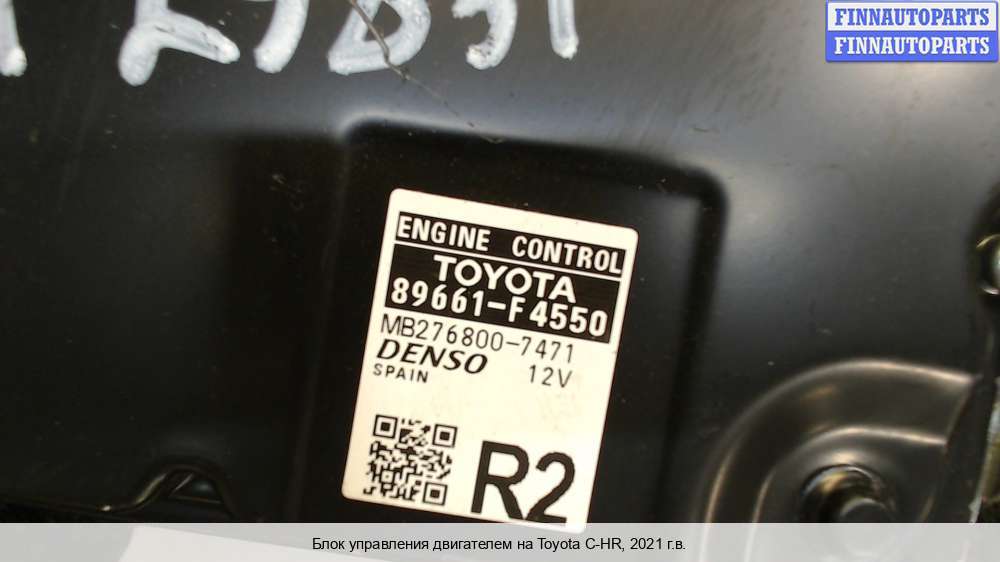 FINNAUTOPARTS
FINNAUTOPARTS
ENGINE CONTROL
TOYOTA
89661-F4550
MB276800-7471
DENSO 12V
SPAIN
R2
Блок управления двигателем на Toyota C-HR, 2021 г.в.